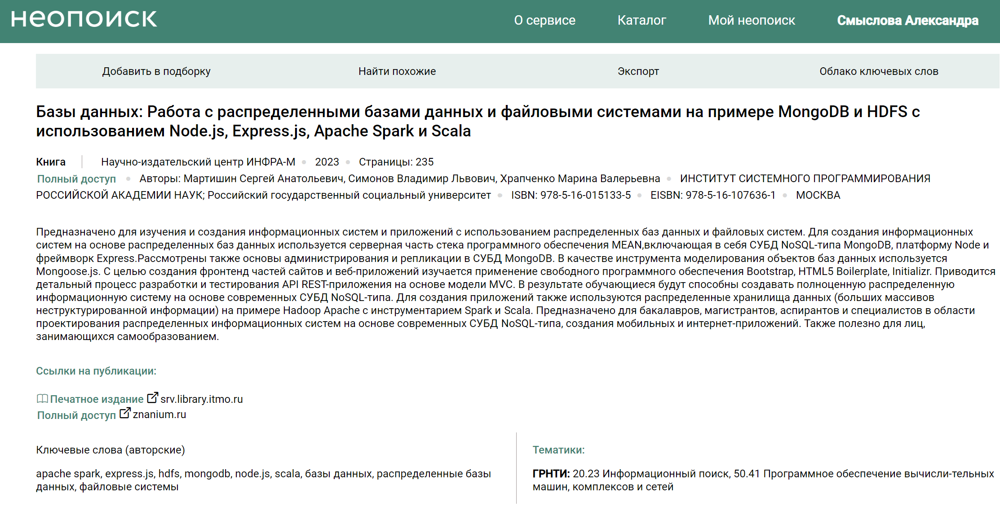 неопоиск
О сервисе Каталог Мой неопоиск Смыслова Александра
Добавить в подборку Найти похожие Экспорт Облако ключевых слов
Базы данных: Работа с распределенными базами данных и файловыми системами на примере MongoDB и HDFS с
использованием Node.js, Express.js, Apache Spark и Scala
Книга Научно-издательский центр ИНФРА-М • 2023 • Страницы: 235
Полный доступ • Авторы: Мартишин Сергей Анатольевич, Симонов Владимир Львович, Храпченко Марина Валерьевна • ИНСТИТУТ СИСТЕМНОГО ПРОГРАММИРОВАНИЯ
РОССИЙСКОЙ АКАДЕМИИ НАУК; Российский государственный социальный университет • ISBN: 978-5-16-015133-5 • EISBN: 978-5-16-107636-1 • МОСКВА
Предназначено для изучения и создания информационных систем и приложений с использованием распределенных баз данных и файловых систем. Для создания информационных
систем на основе распределенных баз данных используется серверная часть стека программного обеспечения MEAN,включающая в себя СУБД NoSQL-типа MongoDB, платформу Node и
фреймворк Express.Рассмотрены также основы администрирования и репликации в СУБД MongoDB. В качестве инструмента моделирования объектов баз данных используется
Mongoose.js. С целью создания фронтенд частей сайтов и веб-приложений изучается применение свободного программного обеспечения Bootstrap, HTML5 Boilerplate, Initializr. Приводится
детальный процесс разработки и тестирования API REST-приложения на основе модели MVC. В результате обучающиеся будут способны создавать полноценную распределенную
информационную систему на основе современных СУБД NoSQL-типа. Для создания приложений также используются распределенные хранилища данных (больших массивов
неструктурированной информации) на примере Hadoop Apache с инструментарием Spark и Scala. Предназначено для бакалавров, магистрантов, аспирантов и специалистов в области
проектирования распределенных информационных систем на основе современных СУБД NoSQL-типа, создания мобильных и интернет-приложений. Также полезно для лиц,
занимающихся самообразованием.
Ссылки на публикации:
Печатное издание srv.library.itmo.ru
Полный доступ znanium.ru
Ключевые слова (авторские)
apache spark, express.js, hdfs, mongodb, node.js, scala, базы данных, распределенные базы
данных, файловые системы
Тематики:
ГРНТИ: 20.23 Информационный поиск, 50.41 Программное обеспечение вычисли-тельных
машин, комплексов и сетей